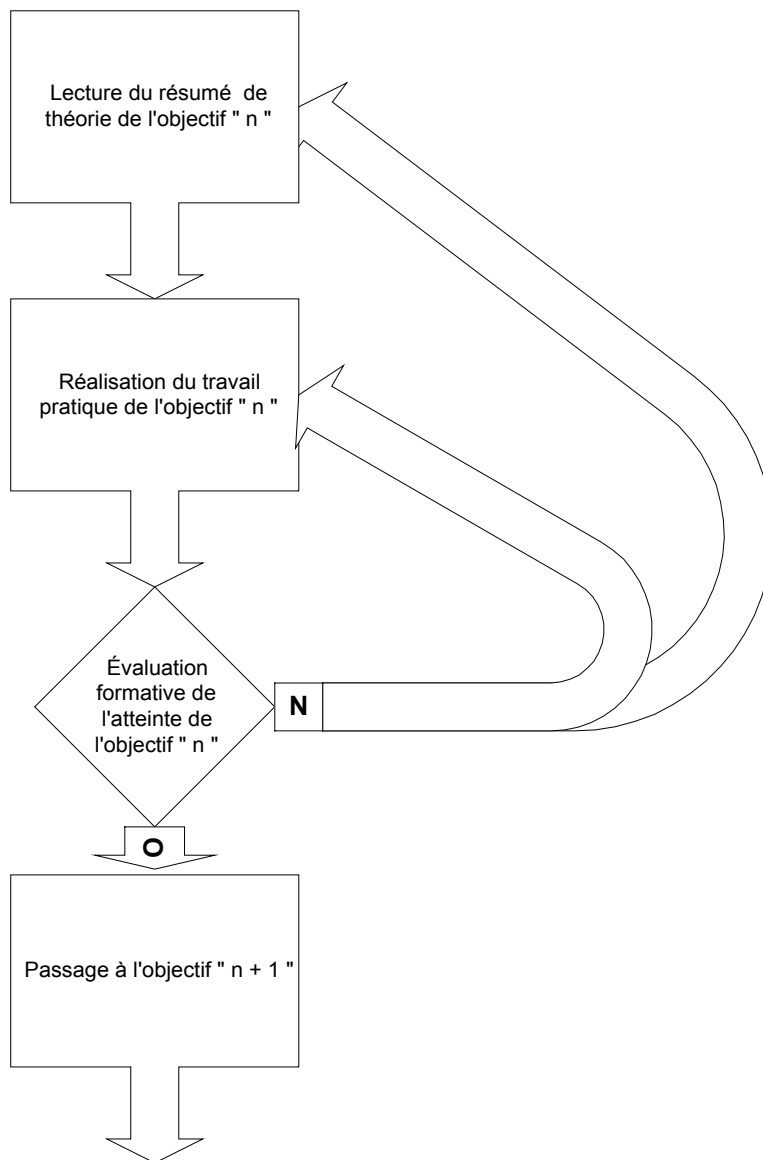 Lecture du résumé de
théorie de l'objectif " n "
Réalisation du travail
pratique de l'objectif " n "
Évaluation
formative de
l'atteinte de
l'objectif " n "
N
O
Passage à l'objectif " n + 1 "